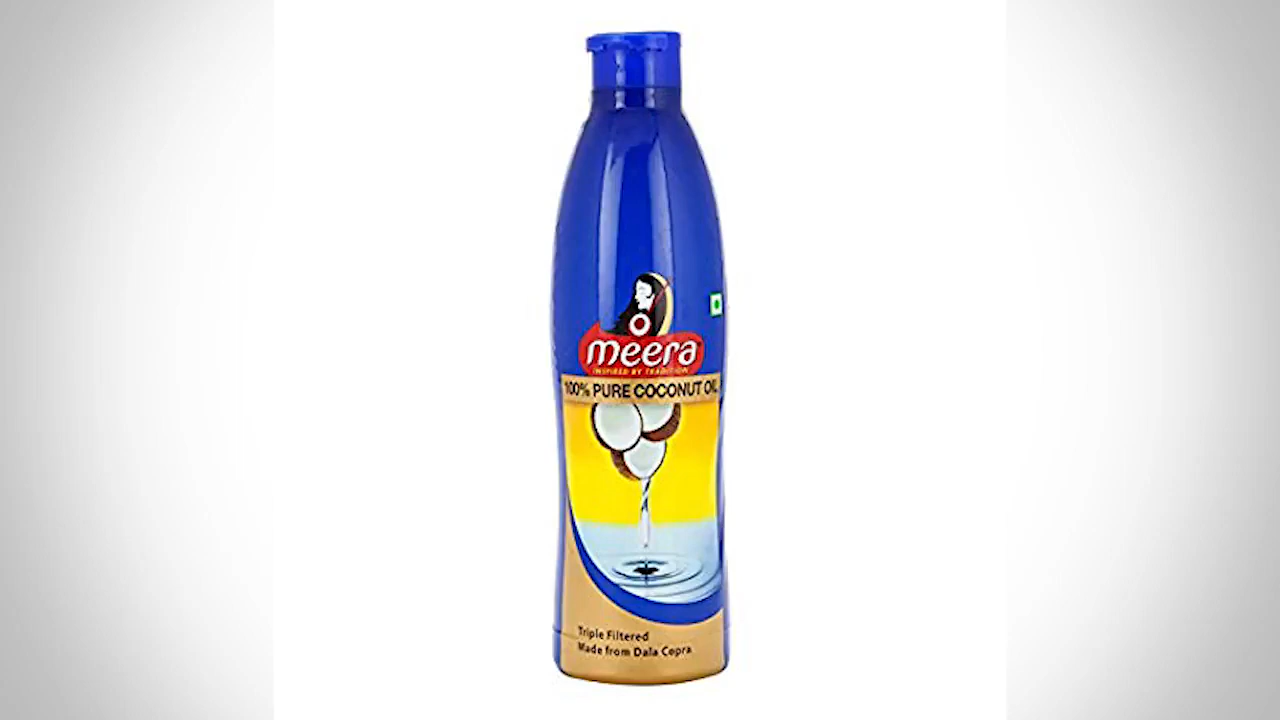 meera
INSPIRED BY TRADITION
100% PURE COCONUT OIL
Triple Filtered
Made from Dala Copra